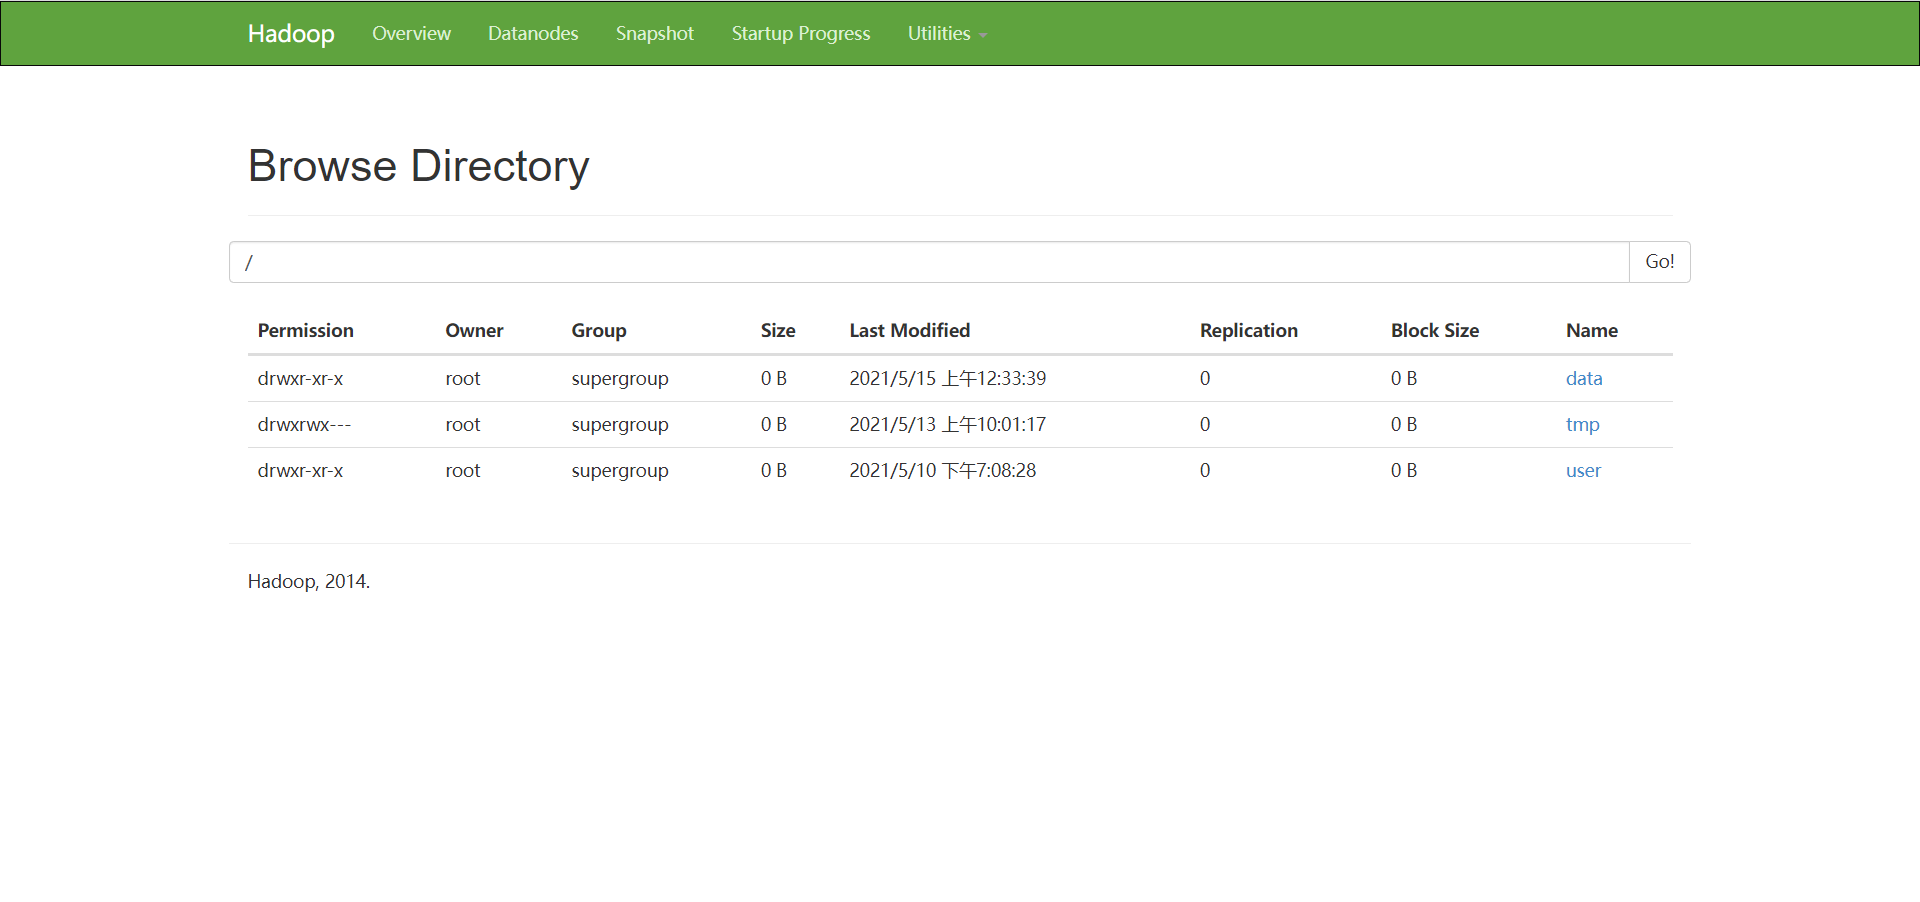 Hadoop Overview Datanodes Snapshot Startup Progress Utilities
Browse Directory
/ Go!
Permission Owner Group Size Last Modified Replication Block Size Name
drwxr-xr-x root supergroup 0 B 2021/5/15 上午12:33:39 0 0 B data
drwxrwx--- root supergroup 0 B 2021/5/13 上午10:01:17 0 0 B tmp
drwxr-xr-x root supergroup 0 B 2021/5/10 下午7:08:28 0 0 B user
Hadoop, 2014.